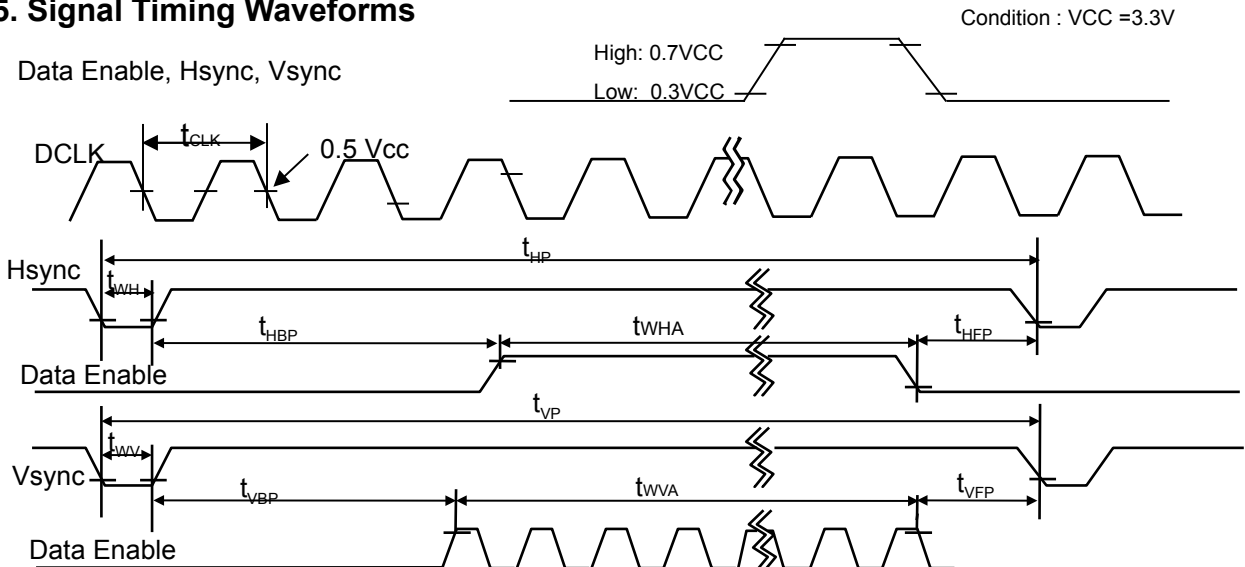 5. Signal Timing Waveforms
Condition : VCC =3.3V
High: 0.7VCC
Data Enable, Hsync, Vsync
Low: 0.3VCC
DCLK
tCLK
0.5 Vcc
tHP
Hsync
tWH
tHBP
tWHA
tHFP
Data Enable
tVP
tWV
Vsync
tVBP
tWVA
tVFP
Data Enable